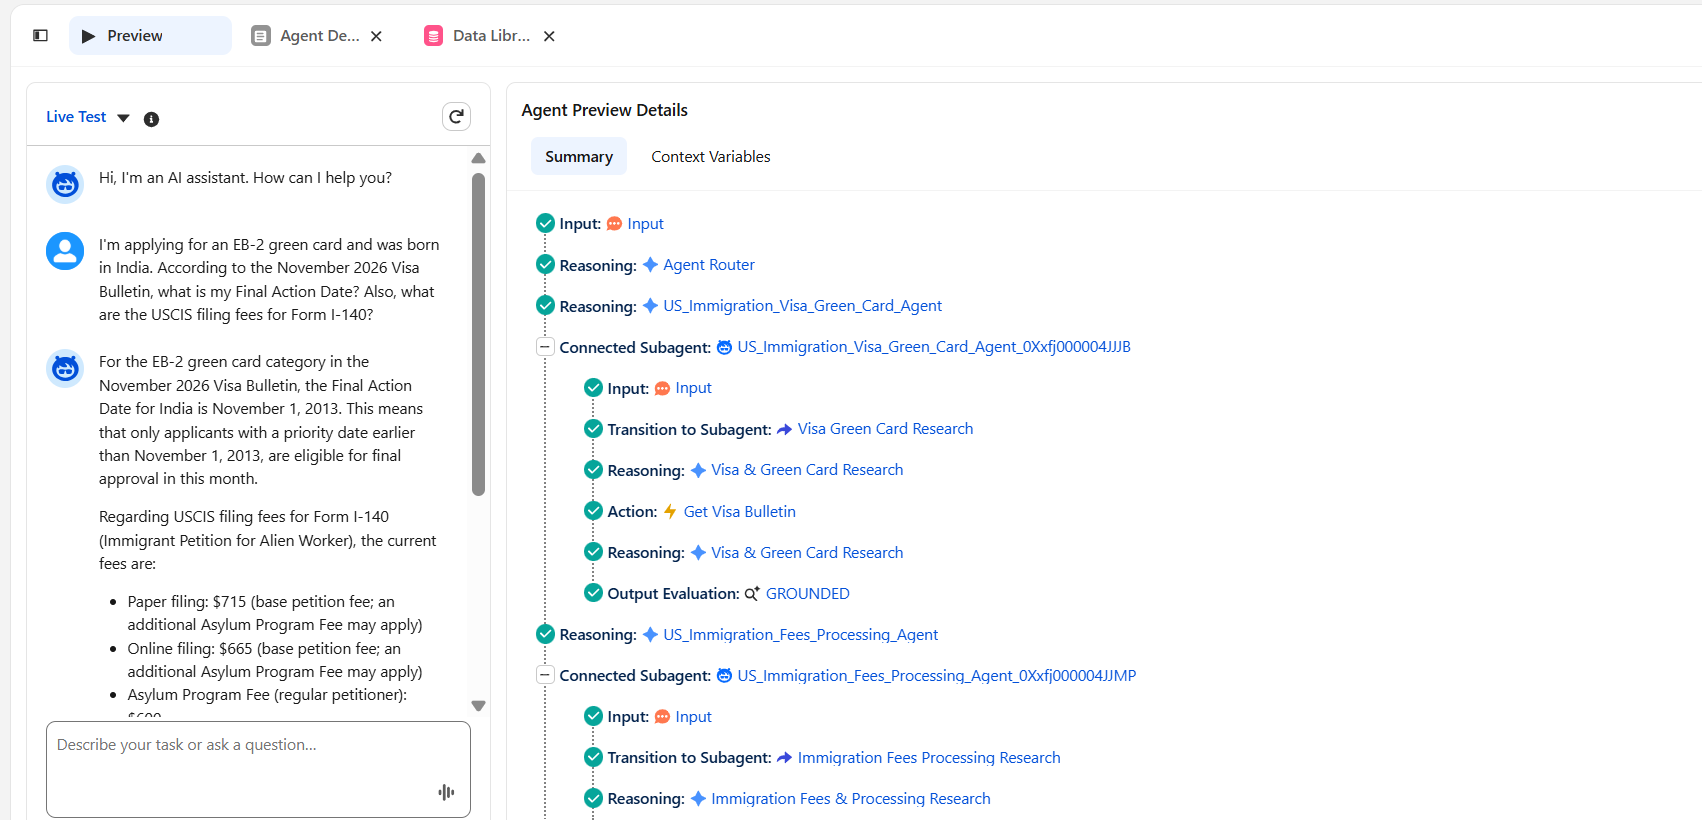 Preview
Agent De...
Data Libr...
Live Test
Hi, I'm an AI assistant. How can I help you?
I'm applying for an EB-2 green card and was born
in India. According to the November 2026 Visa
Bulletin, what is my Final Action Date? Also, what
are the USCIS filing fees for Form I-140?
For the EB-2 green card category in the
November 2026 Visa Bulletin, the Final Action
Date for India is November 1, 2013. This means
that only applicants with a priority date earlier
than November 1, 2013, are eligible for final
approval in this month.
Regarding USCIS filing fees for Form I-140
(Immigrant Petition for Alien Worker), the current
fees are:
• Paper filing: $715 (base petition fee; an
additional Asylum Program Fee may apply)
• Online filing: $665 (base petition fee; an
additional Asylum Program Fee may apply)
• Asylum Program Fee (regular petitioner):
$600
Describe your task or ask a question...
Agent Preview Details
Summary
Context Variables
Input: Input
Reasoning: Agent Router
Reasoning: US_Immigration_Visa_Green_Card_Agent
Connected Subagent: US_Immigration_Visa_Green_Card_Agent_0Xxfj000004JJJB
Input: Input
Transition to Subagent: Visa Green Card Research
Reasoning: Visa & Green Card Research
Action: Get Visa Bulletin
Reasoning: Visa & Green Card Research
Output Evaluation: GROUNDED
Reasoning: US_Immigration_Fees_Processing_Agent
Connected Subagent: US_Immigration_Fees_Processing_Agent_0Xxfj000004JJMP
Input: Input
Transition to Subagent: Immigration Fees Processing Research
Reasoning: Immigration Fees & Processing Research